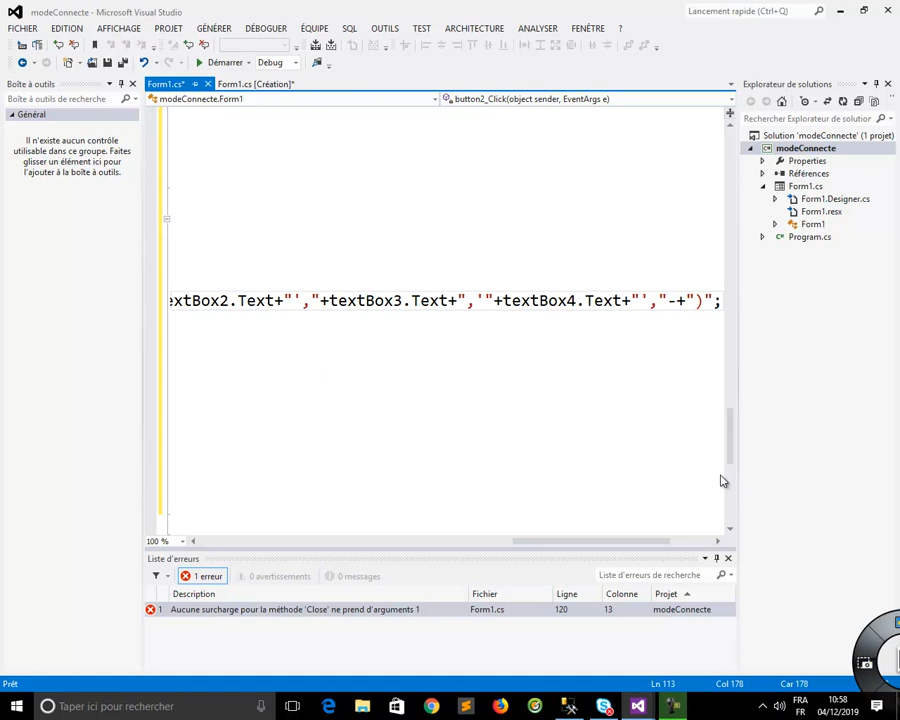 modeConnecte - Microsoft Visual Studio
Lancement rapide (Ctrl+Q)
FICHIER EDITION AFFICHAGE PROJET GÉNÉRER DÉBOGUER ÉQUIPE SQL OUTILS TEST ARCHITECTURE ANALYSER FENÊTRE ?
Démarrer Debug
Boîte à outils
Form1.cs* Form1.cs [Création]*
Explorateur de solutions
Boîte à outils de recherche
modeConnecte.Form1
button2_Click(object sender, EventArgs e)
Général
Il n'existe aucun contrôle
utilisable dans ce groupe. Faites
glisser un élément ici pour
l'ajouter à la boîte à outils.
Rechercher Explorateur de solution
Solution 'modeConnecte' (1 projet)
modeConnecte
Properties
Références
Form1.cs
Form1.Designer.cs
Form1.resx
Form1
Program.cs
extBox2.Text+"',"+textBox3.Text+",'"+textBox4.Text+"',"-+")";
100 %
Liste d'erreurs
1 erreur 0 avertissements 0 messages
Liste d'erreurs de recherche
Description Fichier Ligne Colonne Projet
1 Aucune surcharge pour la méthode 'Close' ne prend d'arguments 1 Form1.cs 120 13 modeConnecte
Prêt Ln 113 Col 178 Car 178
Taper ici pour rechercher
FRA
FR
10:58
04/12/2019